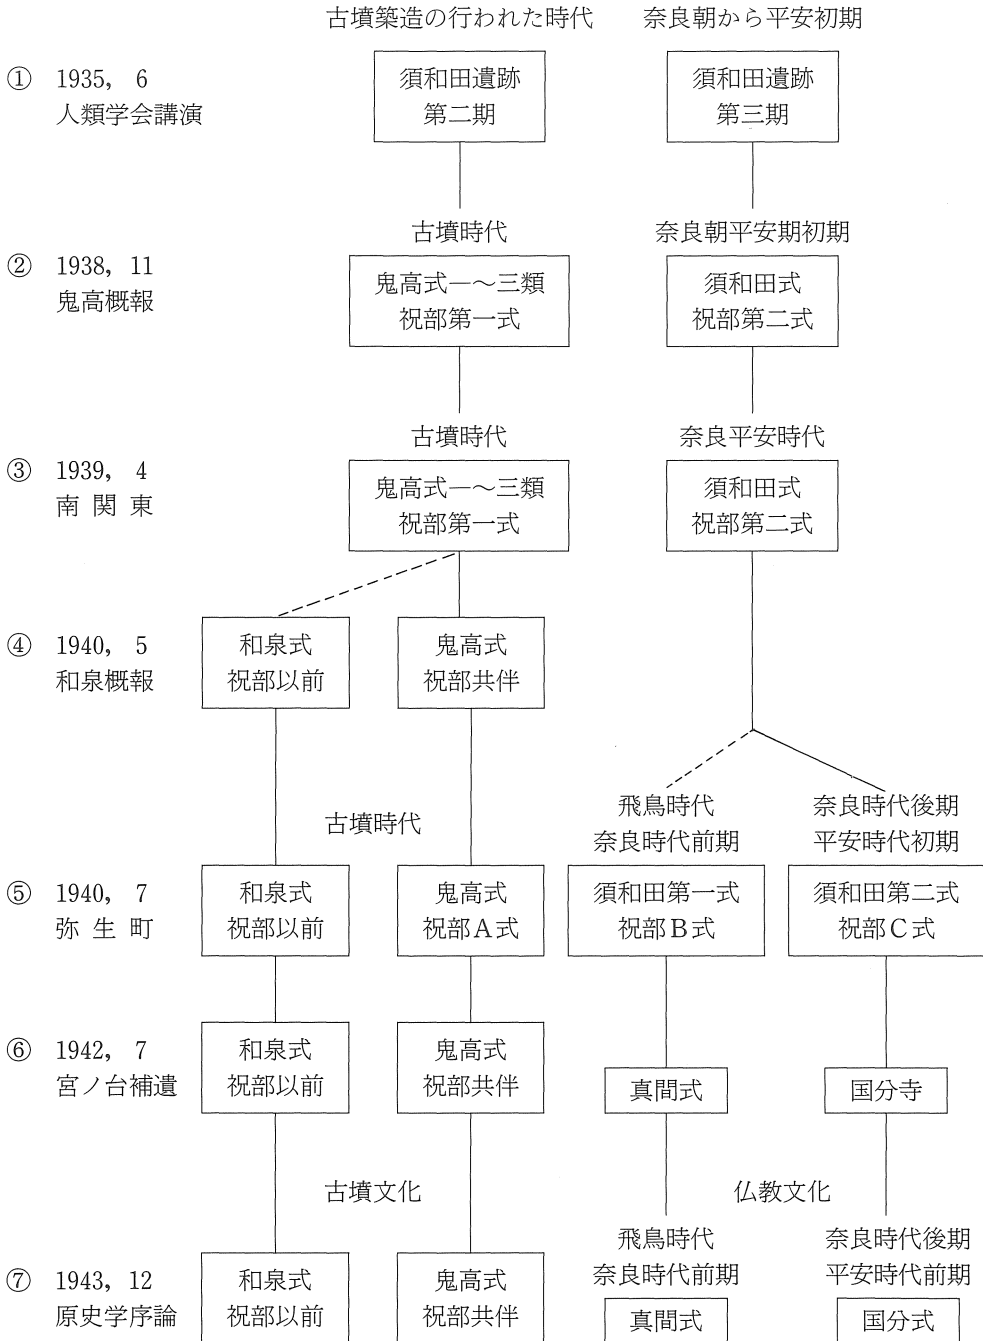 古墳築造の行われた時代　奈良朝から平安初期
① 1935, 6
人類学会講演
須和田遺跡
第二期
須和田遺跡
第三期
古墳時代　奈良朝平安期初期
② 1938, 11
鬼高概報
鬼高式一～三類
祝部第一式
須和田式
祝部第二式
古墳時代　奈良平安時代
③ 1939, 4
南関東
鬼高式一～三類
祝部第一式
須和田式
祝部第二式
④ 1940, 5
和泉概報
和泉式
祝部以前
鬼高式
祝部共伴
古墳時代
飛鳥時代
奈良時代前期
奈良時代後期
平安時代初期
⑤ 1940, 7
弥生町
和泉式
祝部以前
鬼高式
祝部A式
須和田第一式
祝部B式
須和田第二式
祝部C式
⑥ 1942, 7
宮ノ台補遺
和泉式
祝部以前
鬼高式
祝部共伴
真間式
国分寺
古墳文化　仏教文化
飛鳥時代
奈良時代前期
奈良時代後期
平安時代前期
⑦ 1943, 12
原史学序論
和泉式
祝部以前
鬼高式
祝部共伴
真間式
国分式